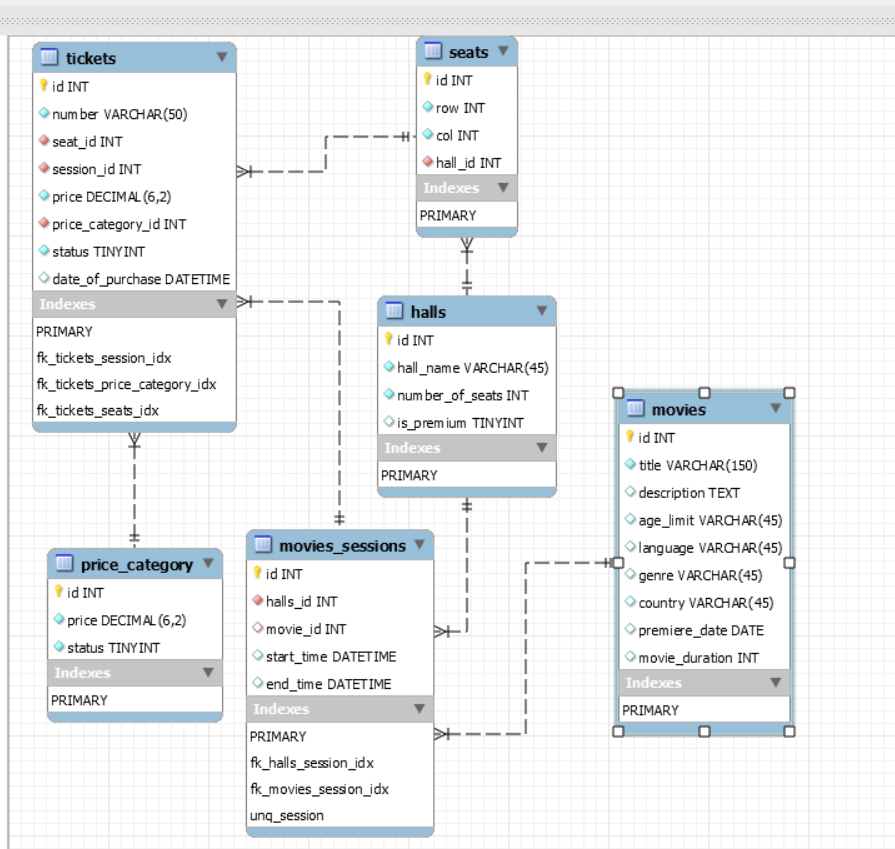 tickets
id INT
number VARCHAR(50)
seat_id INT
session_id INT
price DECIMAL(6,2)
price_category_id INT
status TINYINT
date_of_purchase DATETIME
Indexes
PRIMARY
fk_tickets_session_idx
fk_tickets_price_category_idx
fk_tickets_seats_idx
seats
id INT
row INT
col INT
hall_id INT
Indexes
PRIMARY
halls
id INT
hall_name VARCHAR(45)
number_of_seats INT
is_premium TINYINT
Indexes
PRIMARY
movies
id INT
title VARCHAR(150)
description TEXT
age_limit VARCHAR(45)
language VARCHAR(45)
genre VARCHAR(45)
country VARCHAR(45)
premiere_date DATE
movie_duration INT
Indexes
PRIMARY
price_category
id INT
price DECIMAL(6,2)
status TINYINT
Indexes
PRIMARY
movies_sessions
id INT
halls_id INT
movie_id INT
start_time DATETIME
end_time DATETIME
Indexes
PRIMARY
fk_halls_session_idx
fk_movies_session_idx
unq_session